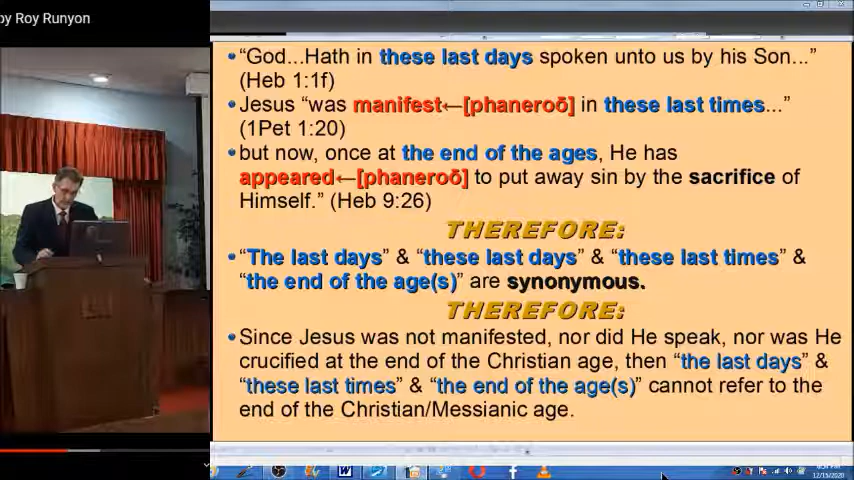 by Roy Runyon
• “God...Hath in these last days spoken unto us by his Son...”
(Heb 1:1f)
• Jesus “was manifest←[phaneroō] in these last times...”
(1Pet 1:20)
• but now, once at the end of the ages, He has
appeared←[phaneroō] to put away sin by the sacrifice of
Himself.” (Heb 9:26)
THEREFORE:
• “The last days” & “these last days” & “these last times” &
“the end of the age(s)” are synonymous.
THEREFORE:
• Since Jesus was not manifested, nor did He speak, nor was He
crucified at the end of the Christian age, then “the last days” &
“these last times” & “the end of the age(s)” cannot refer to the
end of the Christian/Messianic age.
12/13/2020